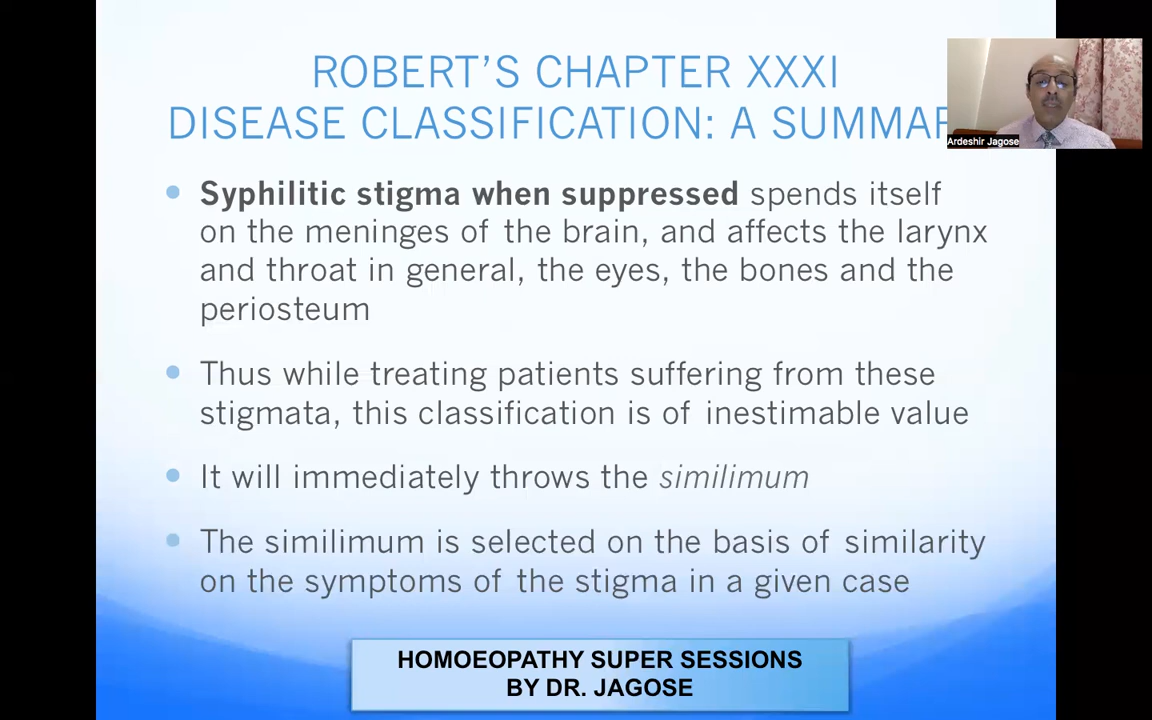 ROBERT'S CHAPTER XXXI
DISEASE CLASSIFICATION: A
Ardeshir Jagose
Syphilitic stigma when suppressed spends itself
on the meninges of the brain, and affects the larynx
and throat in general, the eyes, the bones and the
periosteum
Thus while treating patients suffering from these
stigmata, this classification is of inestimable value
It will immediately throws the similimum
The similimum is selected on the basis of similarity
on the symptoms of the stigma in a given case
HOMOEOPATHY SUPER SESSIONS
BY DR. JAGOSE